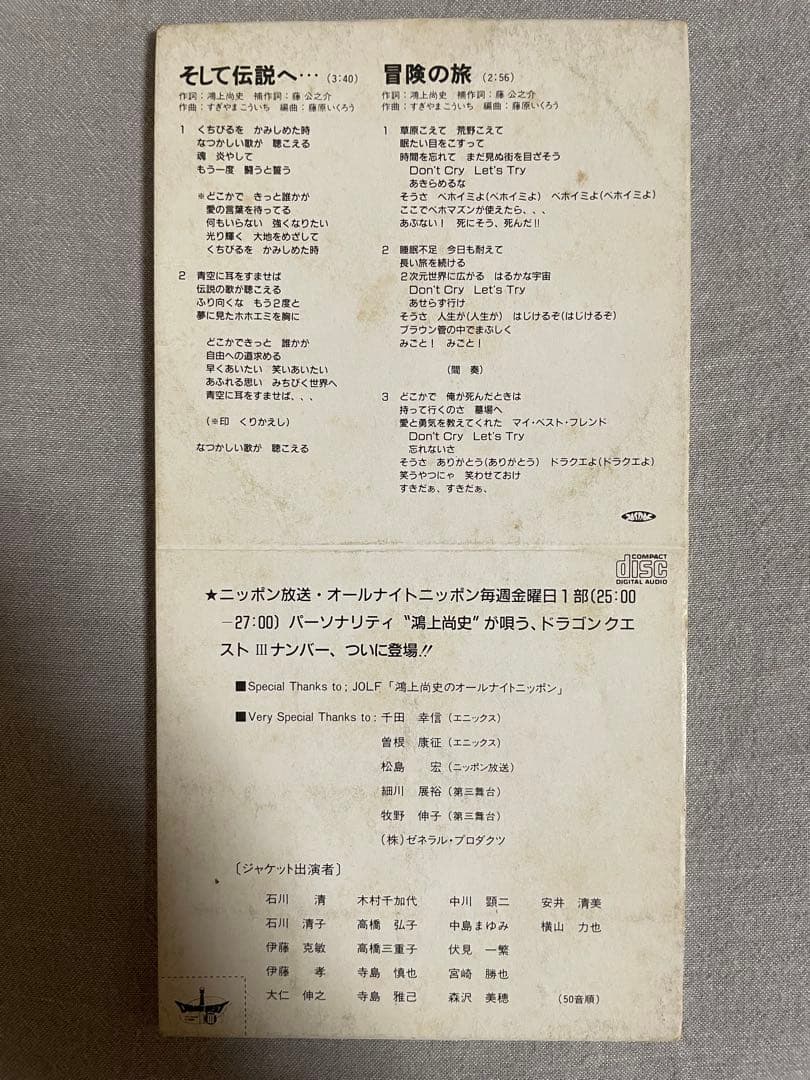 そして伝説へ… (3:40)
作詞:鴻上尚史 補作詞:藤 公之介
作曲:すぎやまこういち 編曲:藤原いくろう
1 くちびるを かみしめた時
なつかしい歌が 聴こえる
魂 炎やして
もう一度 闘うと誓う
※どこかで きっと誰かが
愛の言葉を待ってる
何もいらない 強くなりたい
光り輝く 大地をめざして
くちびるを かみしめた時
2 青空に耳をすませば
伝説の歌が聴こえる
ふり向くな もう2度と
夢に見たホホエミを胸に
どこかできっと 誰かが
自由への道求める
早くあいたい 笑いあいたい
あふれる思い みちびく世界へ
青空に耳をすませば、、、
(※印 くりかえし)
なつかしい歌が 聴こえる
冒険の旅 (2:56)
作詞:鴻上尚史 補作詞:藤 公之介
作曲:すぎやまこういち 編曲:藤原いくろう
1 草原こえて 荒野こえて
眠たい目をこすって
時間を忘れて まだ見ぬ街を目ざそう
Don't Cry Let's Try
あきらめるな
そうさ ベホイミよ(ベホイミよ) ベホイミよ(ベホイミよ)
ここでベホマズンが使えたら、、、
あぶない! 死にそう、死んだ!!
2 睡眠不足 今日も耐えて
長い旅を続ける
2次元世界に広がる はるかな宇宙
Don't Cry Let's Try
あせらず行け
そうさ 人生が(人生が) はじけるぞ(はじけるぞ)
ブラウン管の中でまぶしく
みごと! みごと!
(間 奏)
3 どこかで 俺が死んだときは
持って行くのさ 墓場へ
愛と勇気を教えてくれた マイ・ベスト・フレンド
Don't Cry Let's Try
忘れないさ
そうさ ありがとう(ありがとう) ドラクエよ(ドラクエよ)
笑うやつにゃ 笑わせておけ
すきだぁ、すきだぁ、
JASRAC
COMPACT
disc
DIGITAL AUDIO
★ニッポン放送・オールナイトニッポン毎週金曜日1部(25:00
-27:00) パーソナリティ“鴻上尚史”が唄う、ドラゴンクエ
スト Ⅲ ナンバー、ついに登場!!
■Special Thanks to; JOLF「鴻上尚史のオールナイトニッポン」
■Very Special Thanks to: 千田 幸信(エニックス)
曽根 康征(エニックス)
松島 宏(ニッポン放送)
細川 展裕(第三舞台)
牧野 伸子(第三舞台)
(株)ゼネラル・プロダクツ
〔ジャケット出演者〕
石川 清 木村千加代 中川 顕二 安井 清美
石川 清子 高橋 弘子 中島まゆみ 横山 力也
伊藤 克敏 高橋三重子 伏見 一繁
伊藤 孝 寺島 慎也 宮崎 勝也
大仁 伸之 寺島 雅己 森沢 美穂 (50音順)